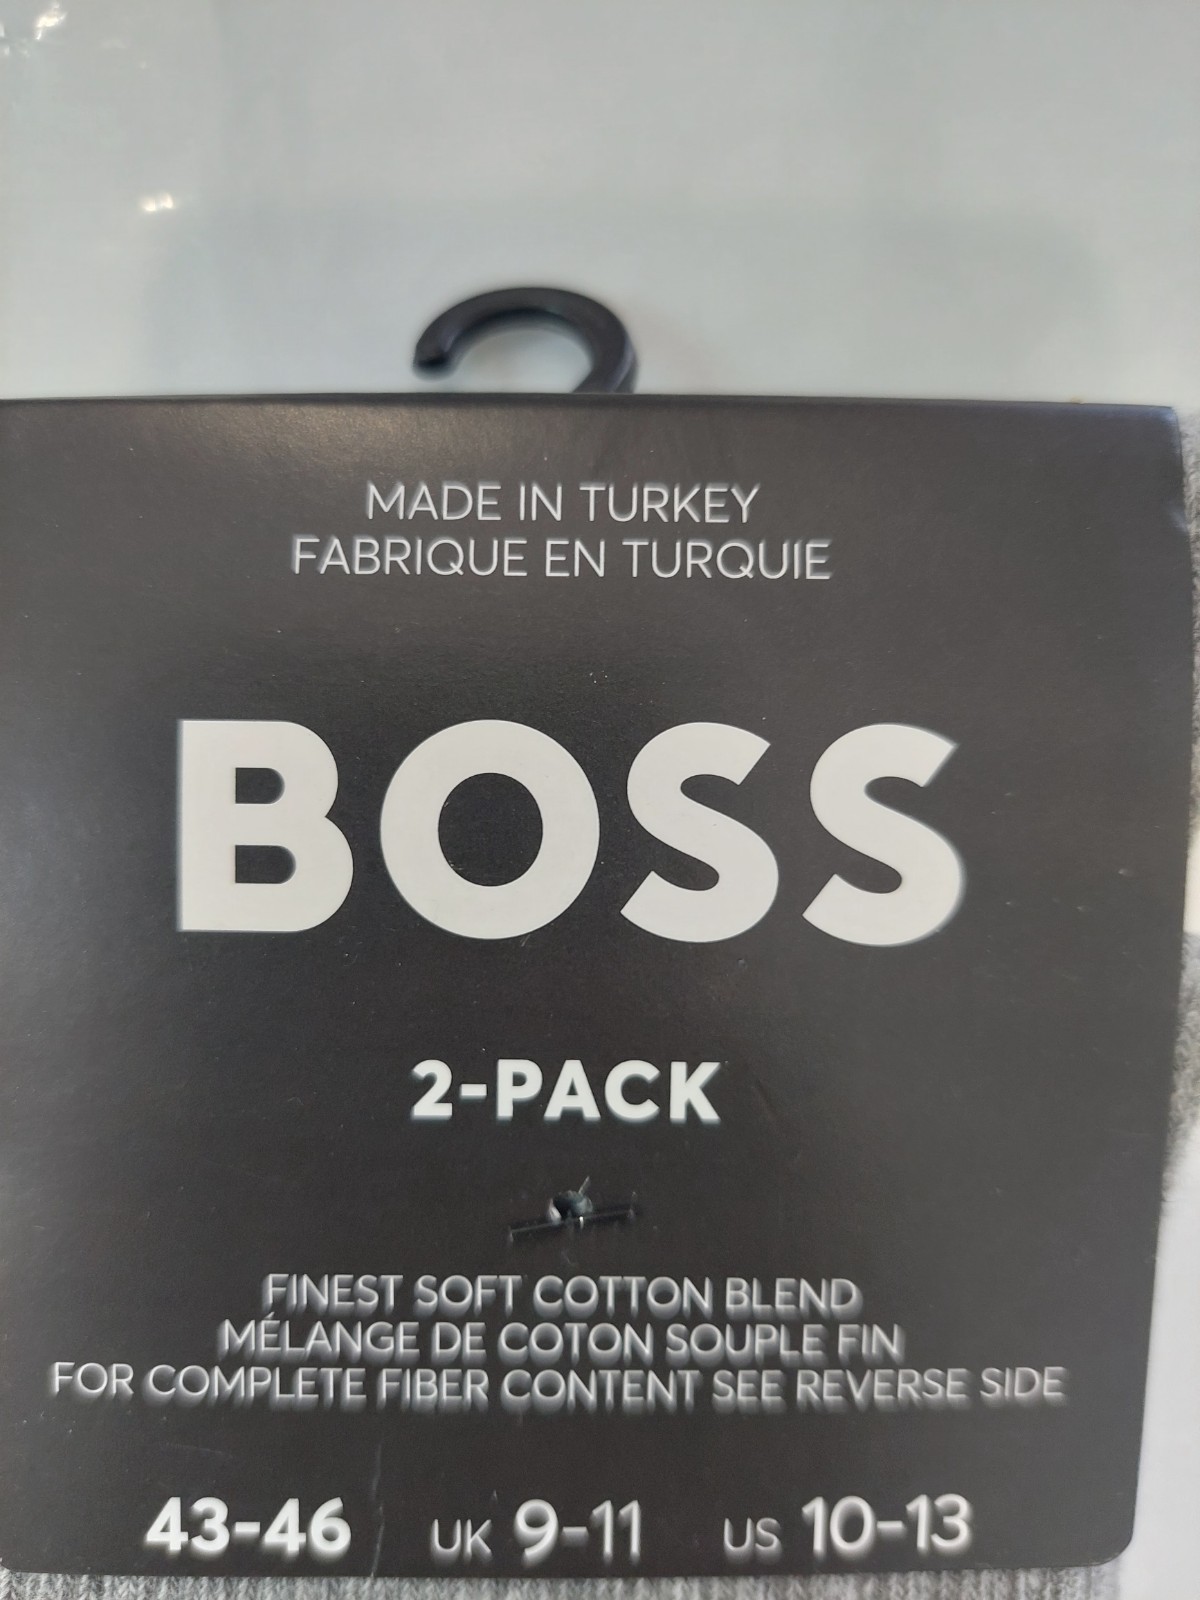 MADE IN TURKEY
FABRIQUE EN TURQUIE
BOSS
2-PACK
FINEST SOFT COTTON BLEND
MÉLANGE DE COTON SOUPLE FIN
FOR COMPLETE FIBER CONTENT SEE REVERSE SIDE
43-46 UK 9-11 US 10-13